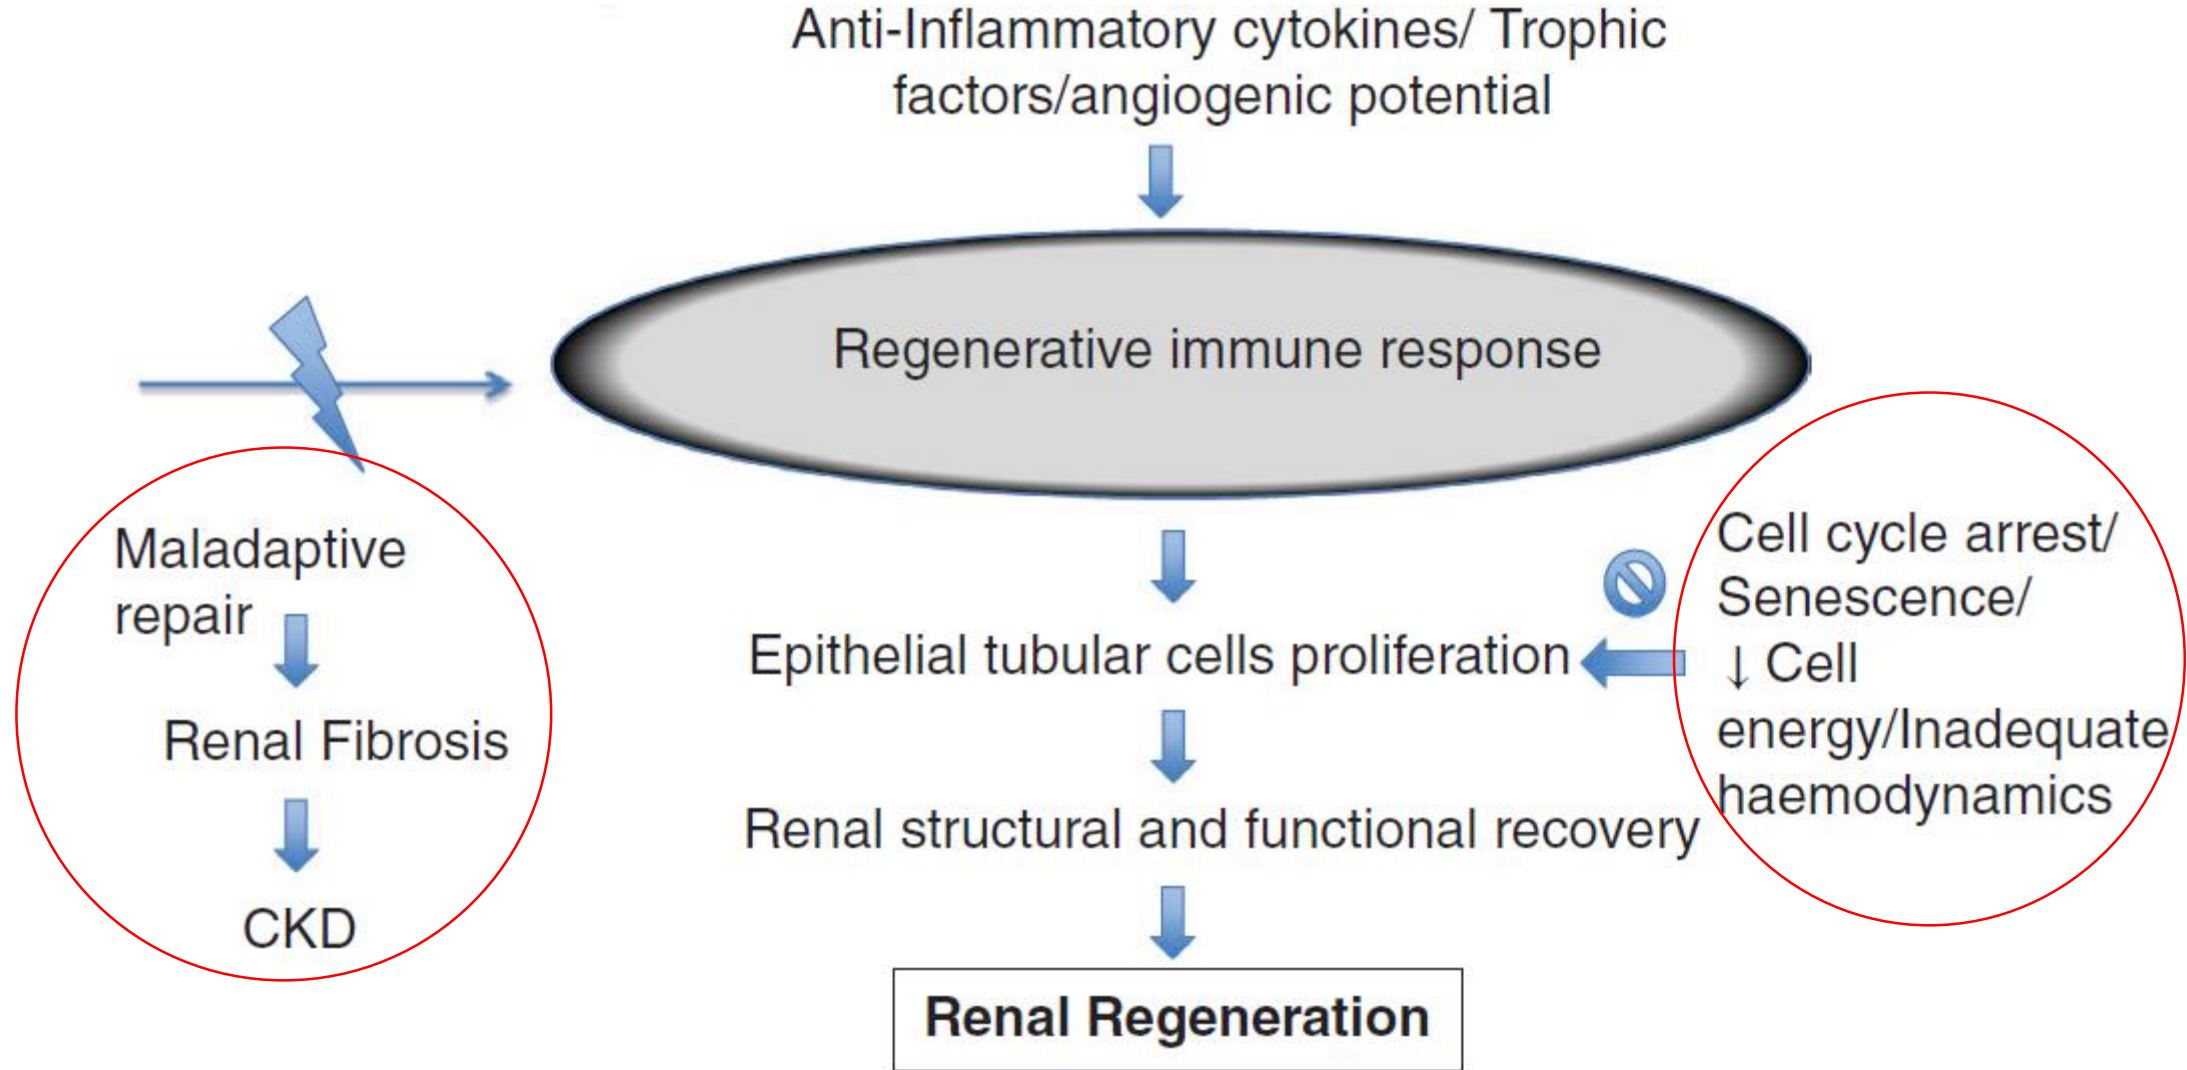 Anti-Inflammatory cytokines/ Trophic
factors/angiogenic potential
Regenerative immune response
Maladaptive
repair
Renal Fibrosis
CKD
Epithelial tubular cells proliferation
Cell cycle arrest/
Senescence/
↓ Cell
energy/Inadequate
haemodynamics
Renal structural and functional recovery
Renal Regeneration